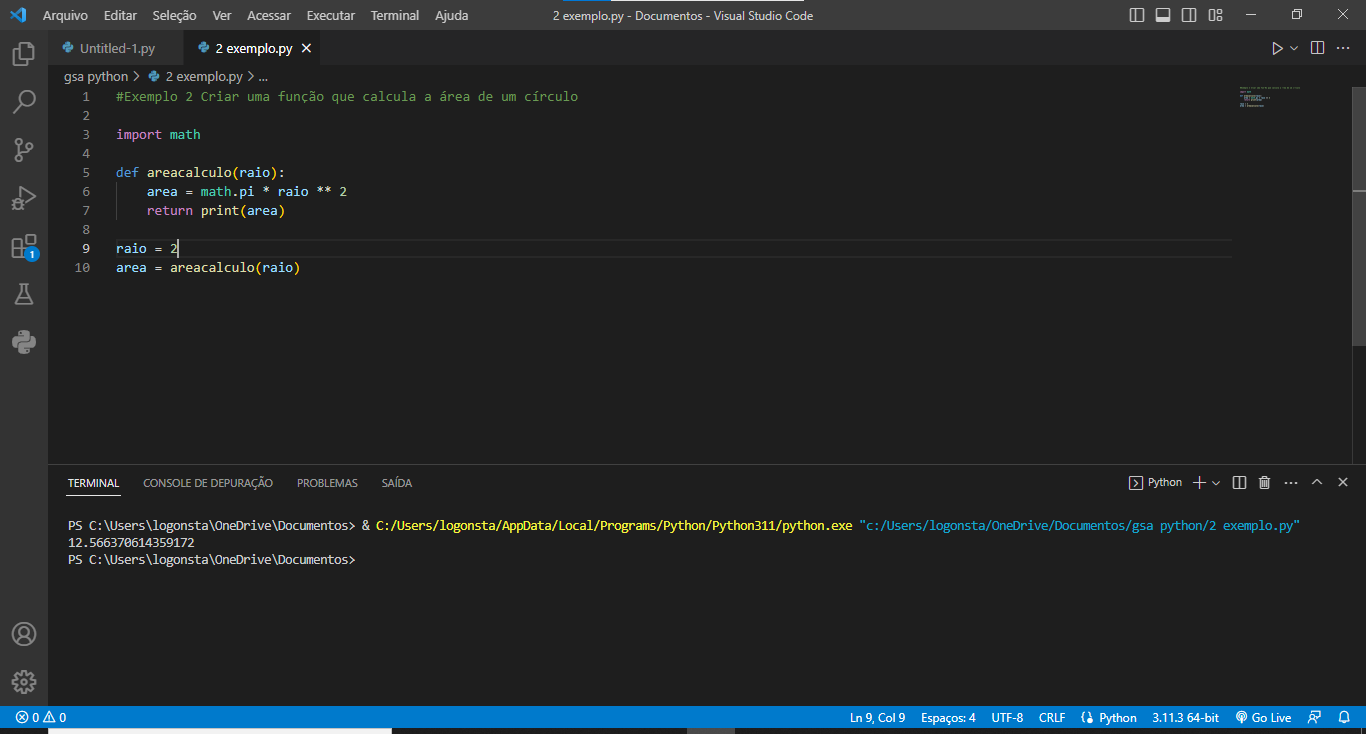 Arquivo Editar Seleção Ver Acessar Executar Terminal Ajuda 2 exemplo.py - Documentos - Visual Studio Code
Untitled-1.py 2 exemplo.py
gsa python > 2 exemplo.py > ...
1 #Exemplo 2 Criar uma função que calcula a área de um círculo
2
3 import math
4
5 def areacalculo(raio):
6 area = math.pi * raio ** 2
7 return print(area)
8
9 raio = 2
10 area = areacalculo(raio)
1
TERMINAL CONSOLE DE DEPURAÇÃO PROBLEMAS SAÍDA Python
PS C:\Users\logonsta\OneDrive\Documentos> & C:/Users/logonsta/AppData/Local/Programs/Python/Python311/python.exe "c:/Users/logonsta/OneDrive/Documentos/gsa python/2 exemplo.py"
12.566370614359172
PS C:\Users\logonsta\OneDrive\Documentos>
0 0 Ln 9, Col 9 Espaços: 4 UTF-8 CRLF Python 3.11.3 64-bit Go Live